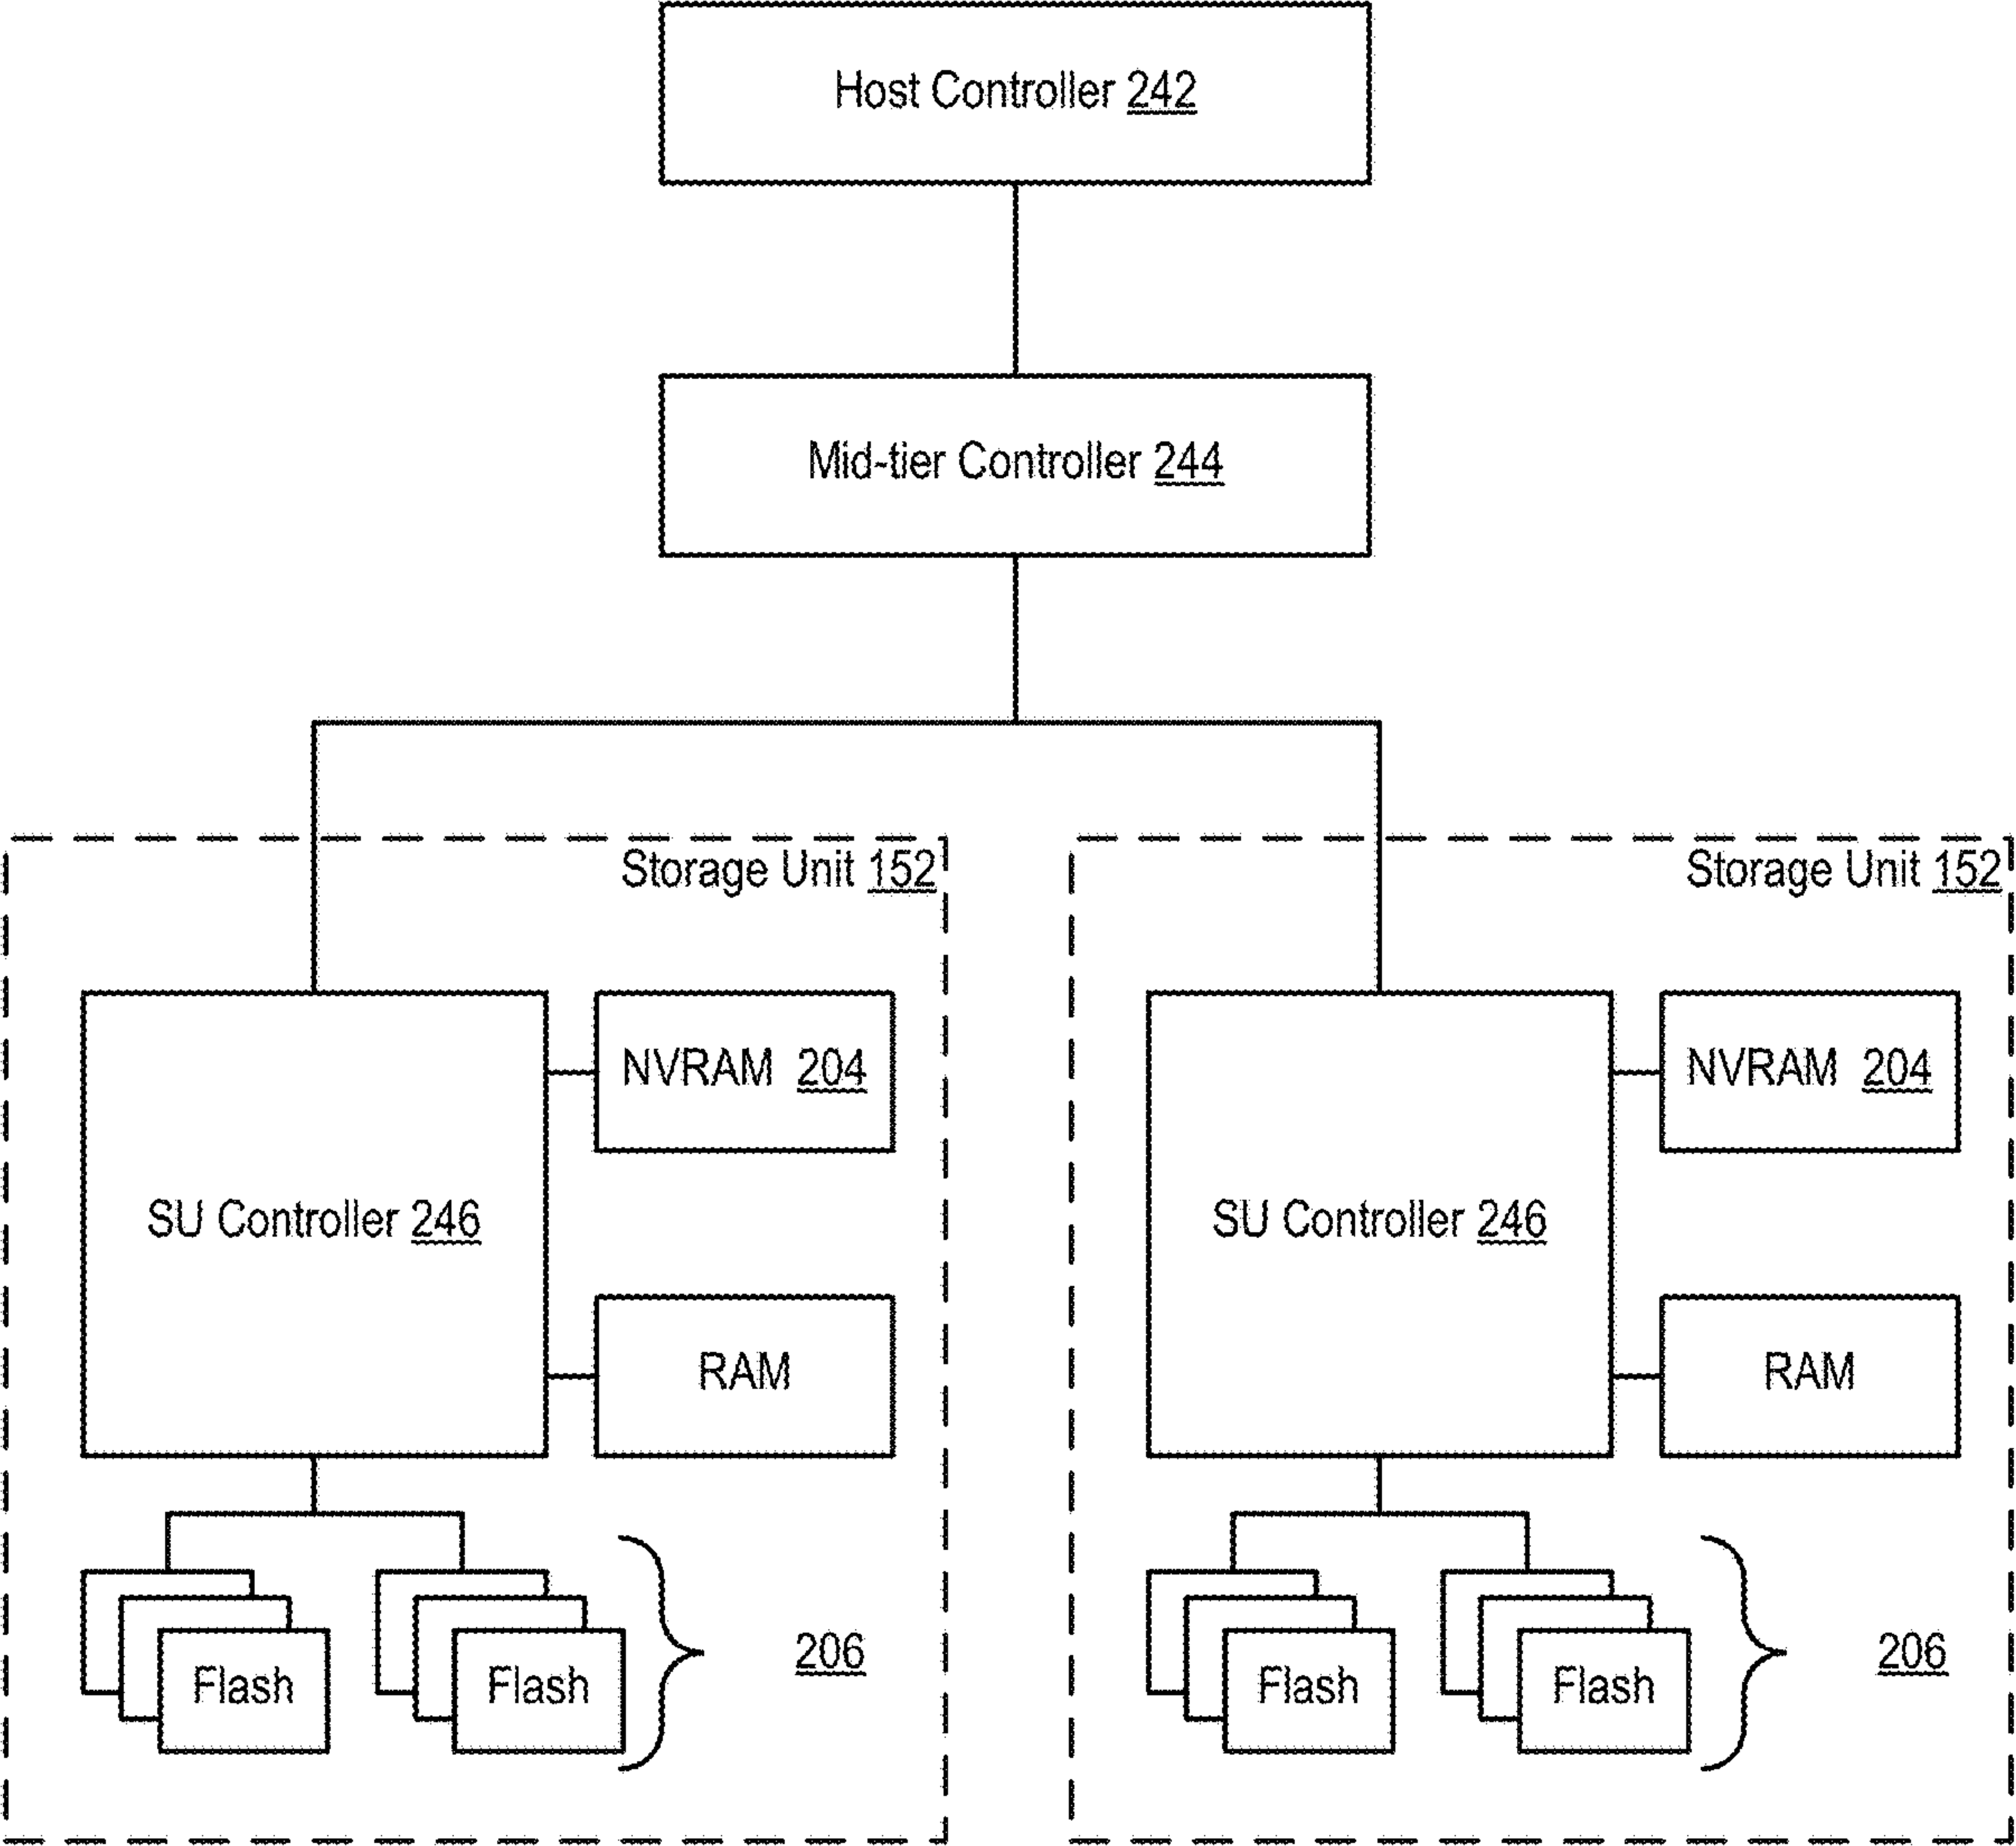 Host Controller 242
Mid-tier Controller 244
Storage Unit 152
NVRAM 204
SU Controller 246
RAM
Flash
Flash
206
Storage Unit 152
NVRAM 204
SU Controller 246
RAM
Flash
Flash
206